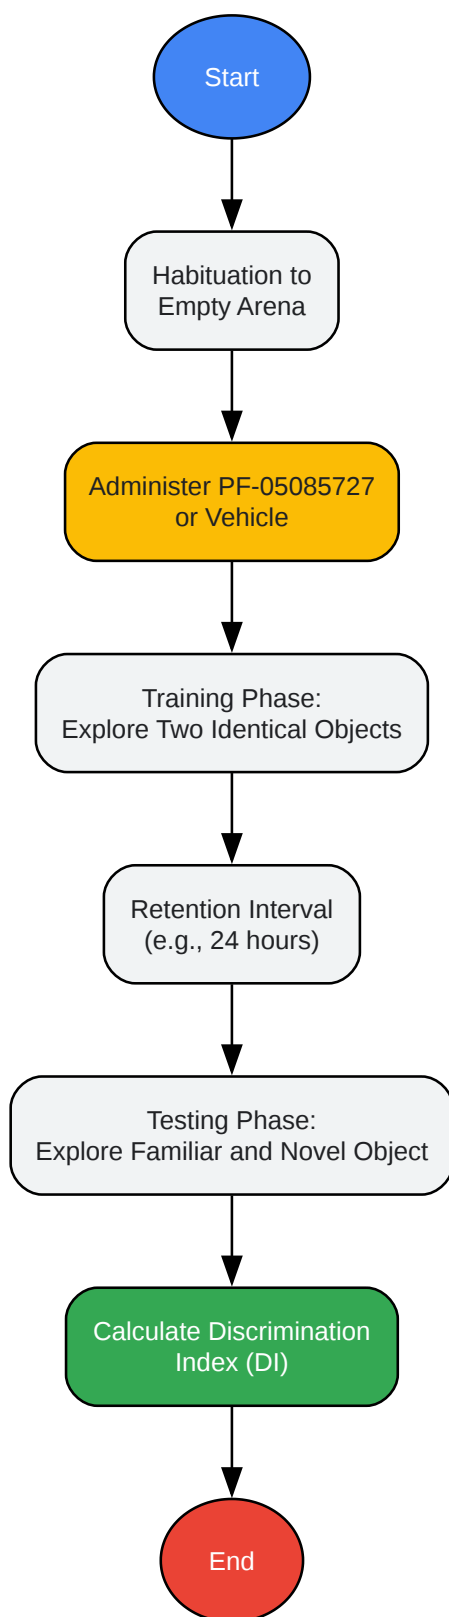 Start
Habituation to
Empty Arena
Administer PF-05085727
or Vehicle
Training Phase:
Explore Two Identical Objects
Retention Interval
(e.g., 24 hours)
Testing Phase:
Explore Familiar and Novel Object
Calculate Discrimination
Index (DI)
End